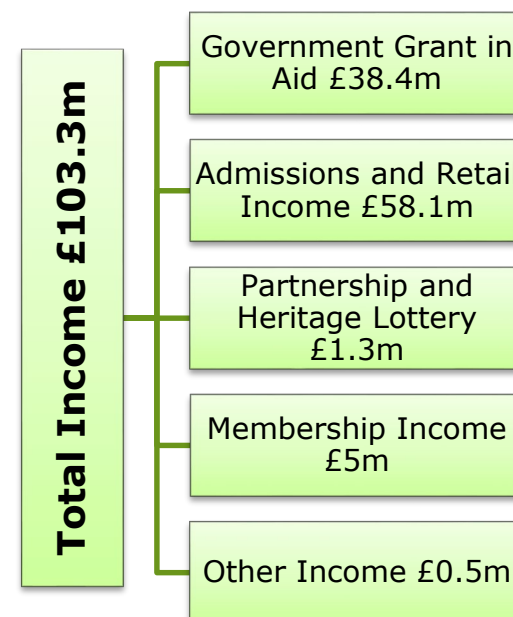 Total Income £103.3m
Government Grant in
Aid £38.4m
Admissions and Retai
Income £58.1m
Partnership and
Heritage Lottery
£1.3m
Membership Income
£5m
Other Income £0.5m